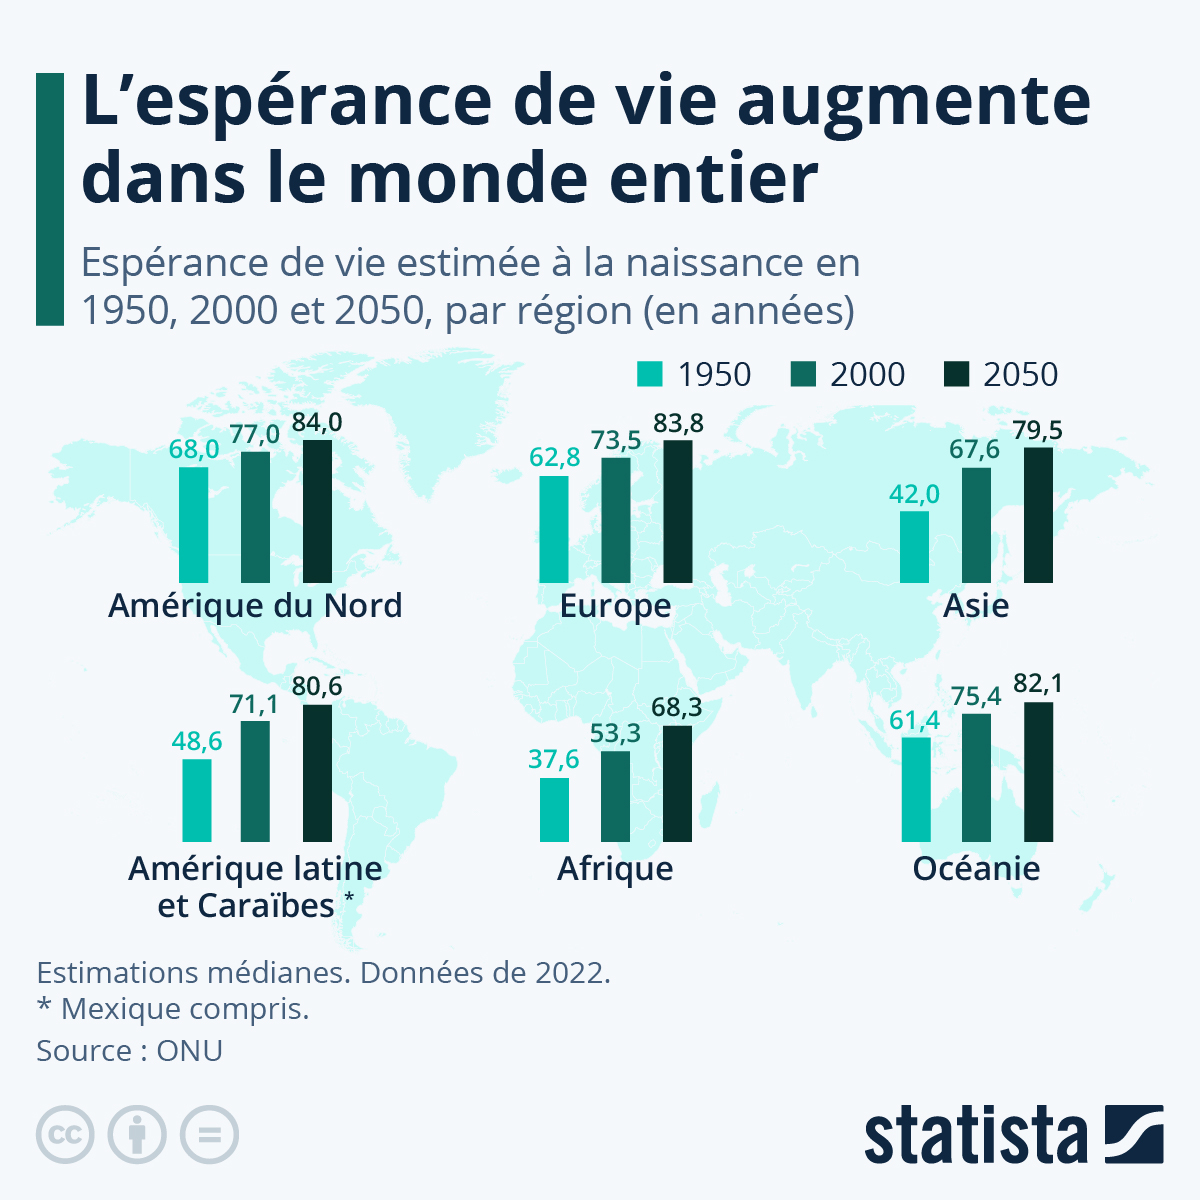 L’espérance de vie augmente
dans le monde entier
Espérance de vie estimée à la naissance en
1950, 2000 et 2050, par région (en années)
1950 2000 2050
68,0 77,0 84,0
Amérique du Nord
62,8 73,5 83,8
Europe
42,0 67,6 79,5
Asie
48,6 71,1 80,6
Amérique latine
et Caraïbes *
37,6 53,3 68,3
Afrique
61,4 75,4 82,1
Océanie
Estimations médianes. Données de 2022.
* Mexique compris.
Source : ONU
cc
statista